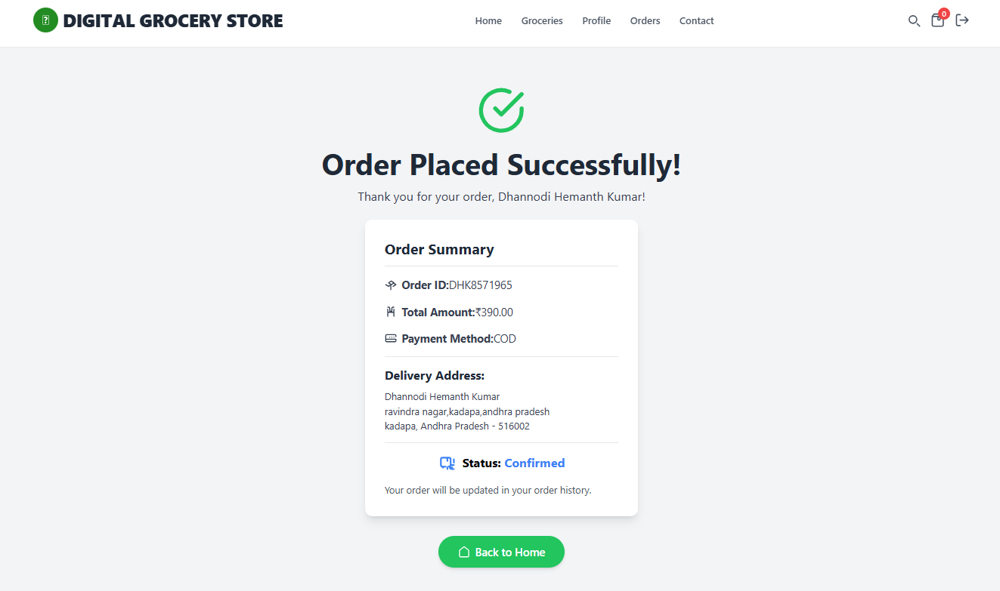 DIGITAL GROCERY STORE
Home Groceries Profile Orders Contact
0
Order Placed Successfully!
Thank you for your order, Dhannodi Hemanth Kumar!
Order Summary
Order ID:DHK8571965
Total Amount:₹390.00
Payment Method:COD
Delivery Address:
Dhannodi Hemanth Kumar
ravindra nagar,kadapa,andhra pradesh
kadapa, Andhra Pradesh - 516002
Status: Confirmed
Your order will be updated in your order history.
Back to Home